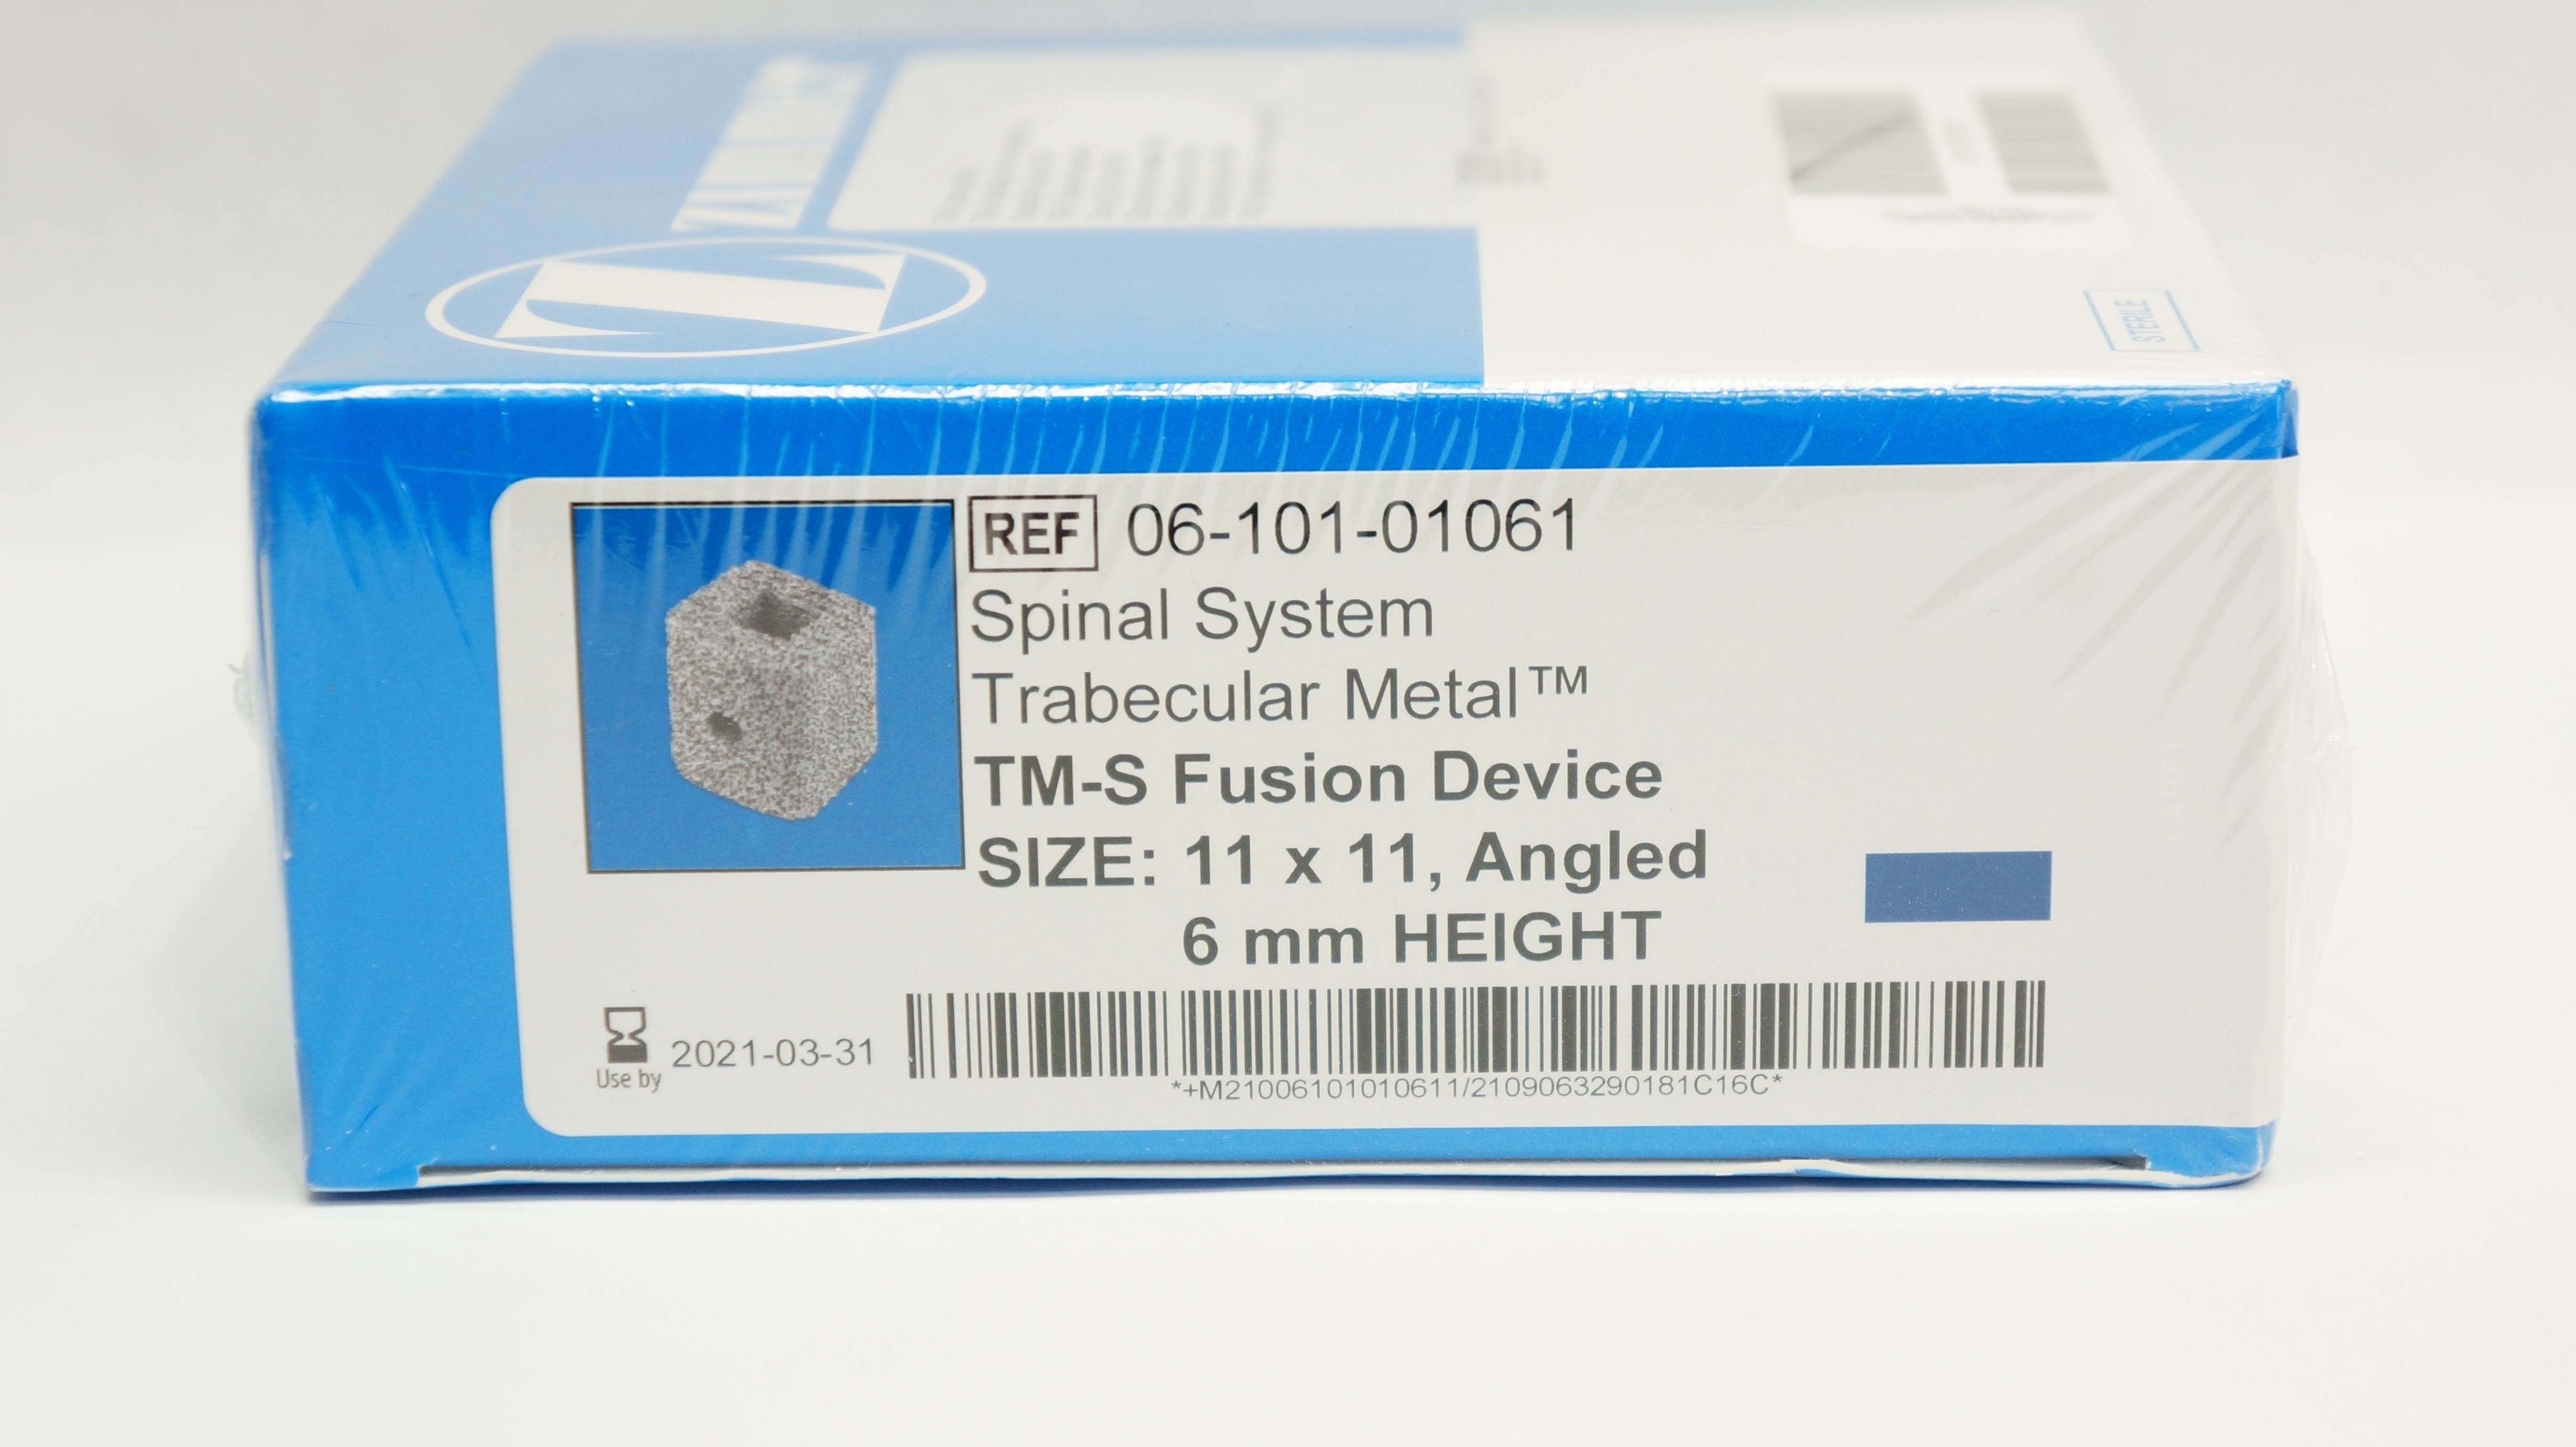 STERILE
REF 06-101-01061
Spinal System
Trabecular Metal™
TM-S Fusion Device
SIZE: 11 x 11, Angled
6 mm HEIGHT
Use by 2021-03-31
*+M21006101010611/2109063290181C16C*